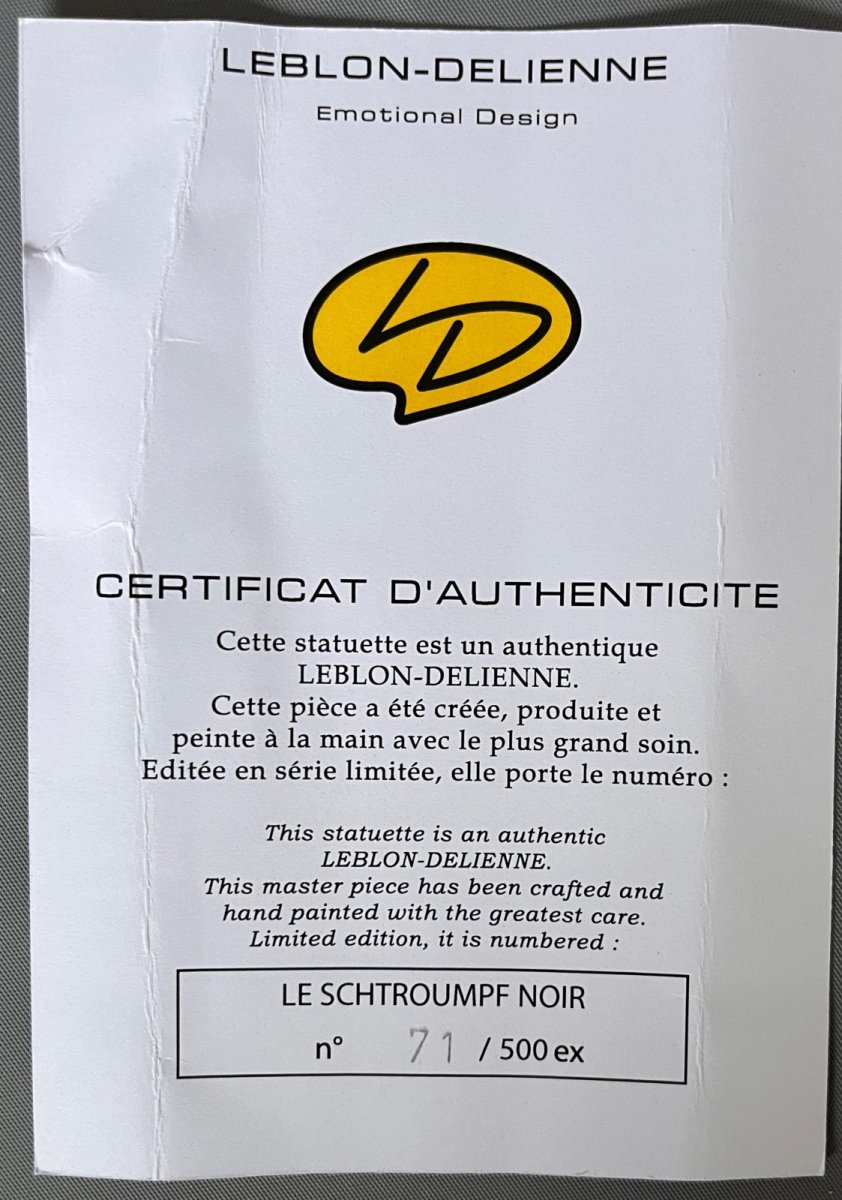 LEBLON-DELIENNE
Emotional Design
LD
CERTIFICAT D'AUTHENTICITE
Cette statuette est un authentique
LEBLON-DELIENNE.
Cette pièce a été créée, produite et
peinte à la main avec le plus grand soin.
Editée en série limitée, elle porte le numéro :
This statuette is an authentic
LEBLON-DELIENNE.
This master piece has been crafted and
hand painted with the greatest care.
Limited edition, it is numbered :
LE SCHTROUMPF NOIR
n° 71 / 500 ex